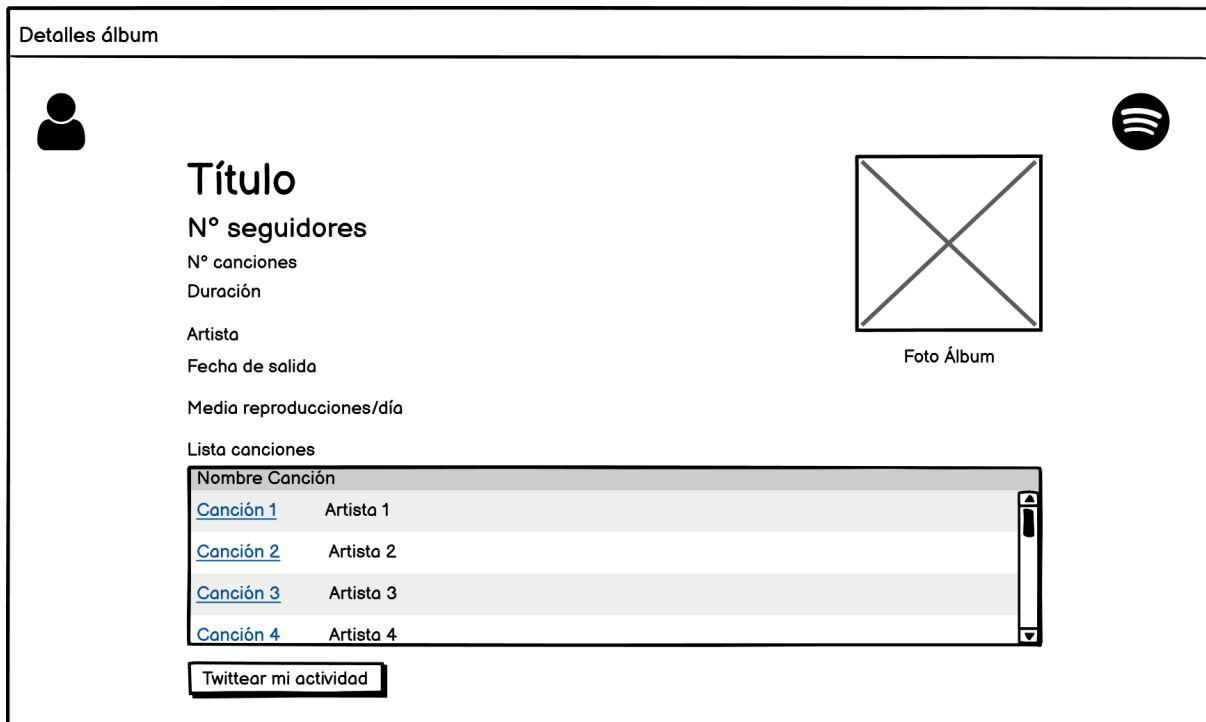 Detalles álbum
Título
Nº seguidores
Nº canciones
Duración
Artista
Fecha de salida
Foto Álbum
Media reproducciones/día
Lista canciones
Nombre Canción
Canción 1 Artista 1
Canción 2 Artista 2
Canción 3 Artista 3
Canción 4 Artista 4
Twittear mi actividad